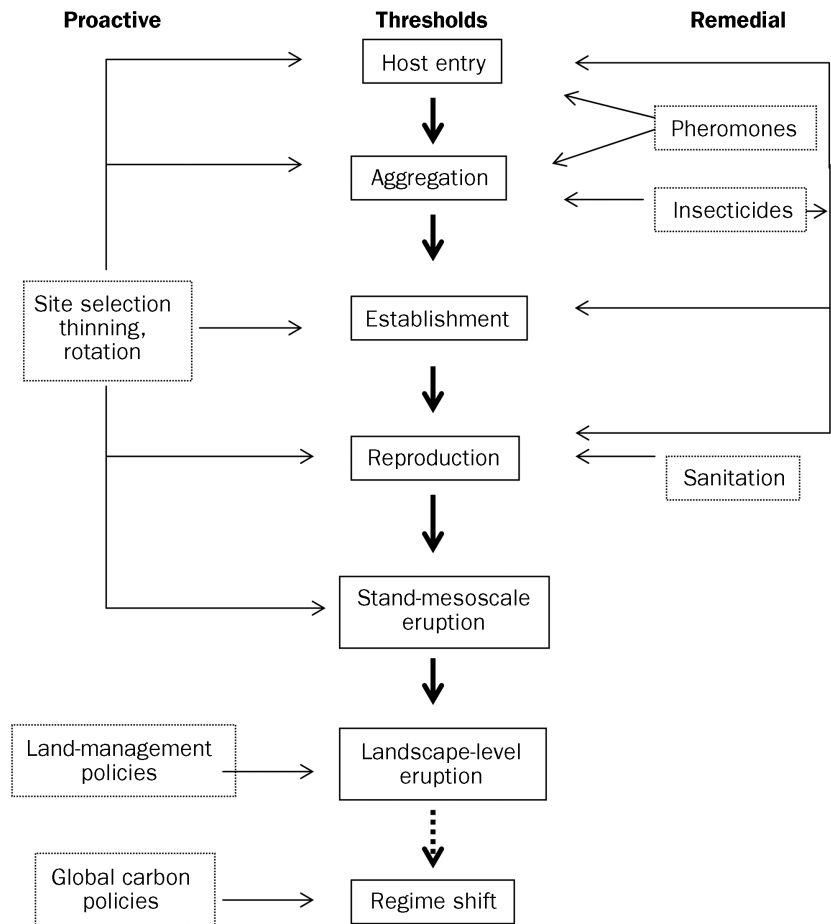 Proactive
Thresholds
Remedial
Host entry
Pheromones
Aggregation
Insecticides
Site selection
thinning,
rotation
Establishment
Reproduction
Sanitation
Stand-mesoscale
eruption
Land-management
policies
Landscape-level
eruption
Global carbon
policies
Regime shift